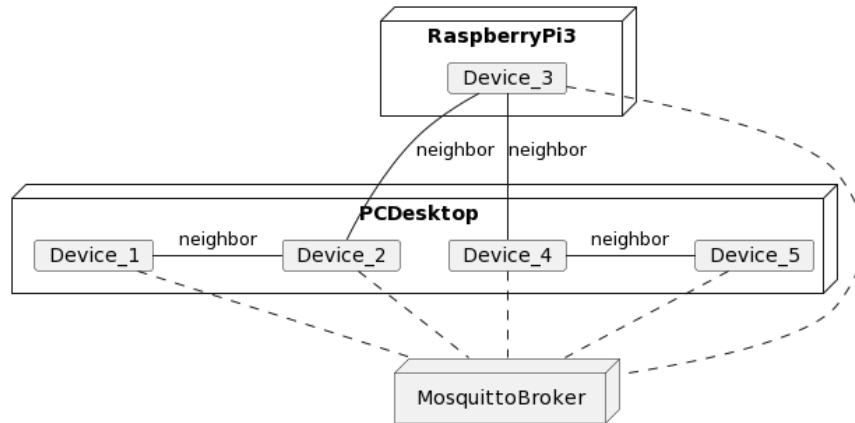 RaspberryPi3
Device_3
neighbor neighbor
PCDesktop
neighbor neighbor
Device_1 Device_2 Device_4 Device_5
MosquittoBroker